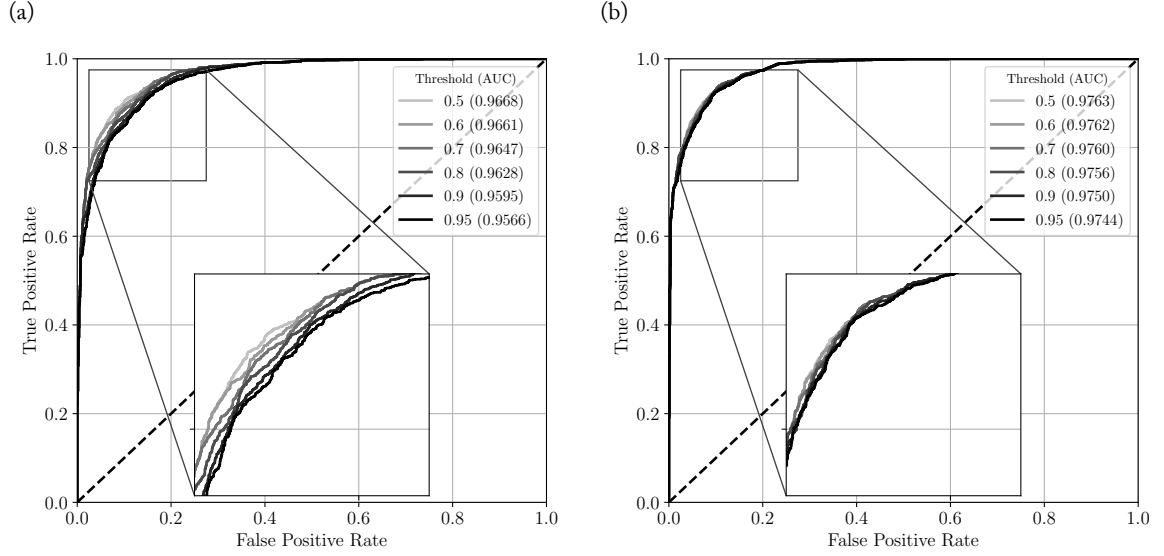 (a)
1.0
0.8
0.6
0.4
0.2
0.0
True Positive Rate
Threshold (AUC)
0.5 (0.9668)
0.6 (0.9661)
0.7 (0.9647)
0.8 (0.9628)
0.9 (0.9595)
0.95 (0.9566)
0.0 0.2 0.4 0.6 0.8 1.0
False Positive Rate
(b)
1.0
0.8
0.6
0.4
0.2
0.0
True Positive Rate
Threshold (AUC)
0.5 (0.9763)
0.6 (0.9762)
0.7 (0.9760)
0.8 (0.9756)
0.9 (0.9750)
0.95 (0.9744)
0.0 0.2 0.4 0.6 0.8 1.0
False Positive Rate